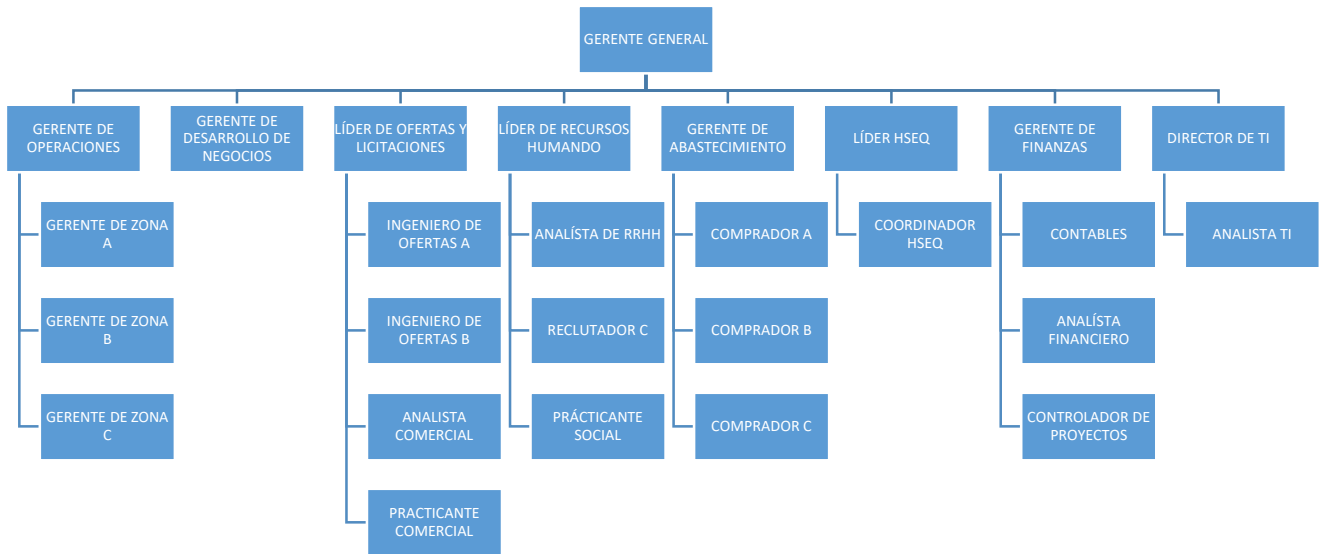 GERENTE GENERAL
GERENTE DE
OPERACIONES
GERENTE DE
DESARROLLO DE
NEGOCIOS
LÍDER DE OFERTAS Y
LICITACIONES
LÍDER DE RECURSOS
HUMANDO
GERENTE DE
ABASTECIMIENTO
LÍDER HSEQ
GERENTE DE
FINANZAS
DIRECTOR DE TI
GERENTE DE ZONA
A
GERENTE DE ZONA
B
GERENTE DE ZONA
C
INGENIERO DE
OFERTAS A
INGENIERO DE
OFERTAS B
ANALISTA
COMERCIAL
PRACTICANTE
COMERCIAL
ANALÍSTA DE RRHH
RECLUTADOR C
PRÁCTICANTE
SOCIAL
COMPRADOR A
COMPRADOR B
COMPRADOR C
COORDINADOR
HSEQ
CONTABLES
ANALÍSTA
FINANCIERO
CONTROLADOR DE
PROYECTOS
ANALISTA TI